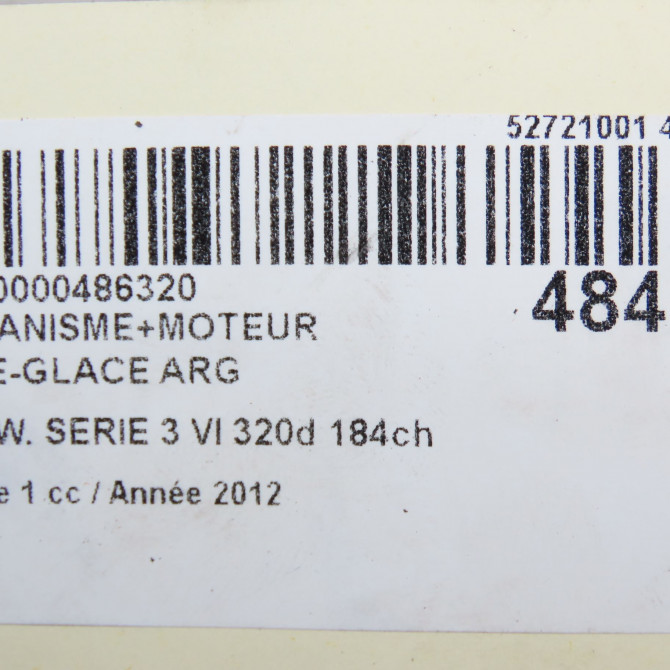 52721001 4
0000486320
484
ANISME+MOTEUR
E-GLACE ARG
W. SERIE 3 VI 320d 184ch
e 1 cc / Année 2012